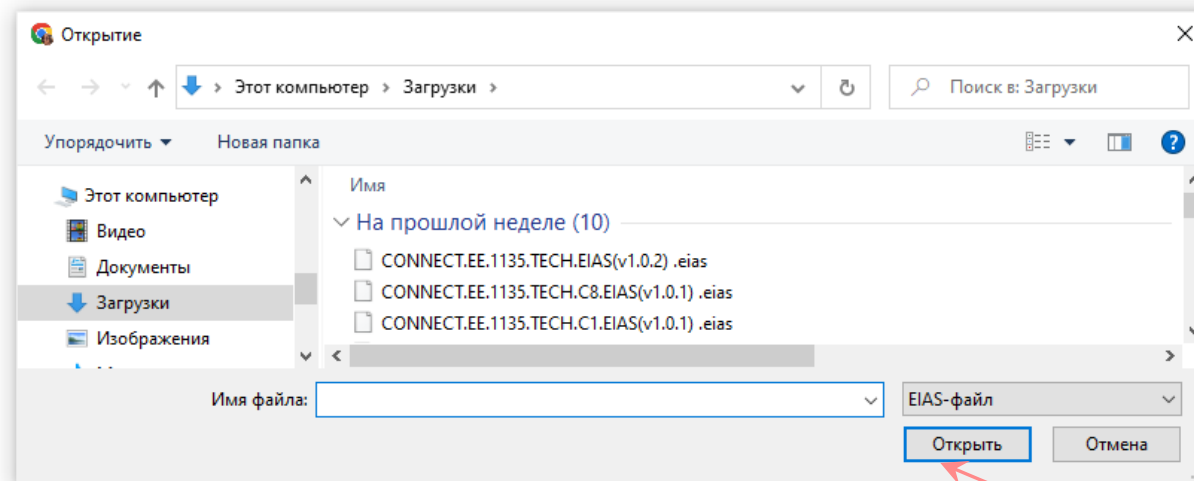 Открытие
Этот компьютер > Загрузки >
Поиск в: Загрузки
Упорядочить
Новая папка
?
Этот компьютер
Видео
Документы
Загрузки
Изображения
Имя
На прошлой неделе (10)
CONNECT.EE.1135.TECH.EIAS(v1.0.2) .eias
CONNECT.EE.1135.TECH.C8.EIAS(v1.0.1) .eias
CONNECT.EE.1135.TECH.C1.EIAS(v1.0.1) .eias
Имя файла:
EIAS-файл
Открыть
Отмена